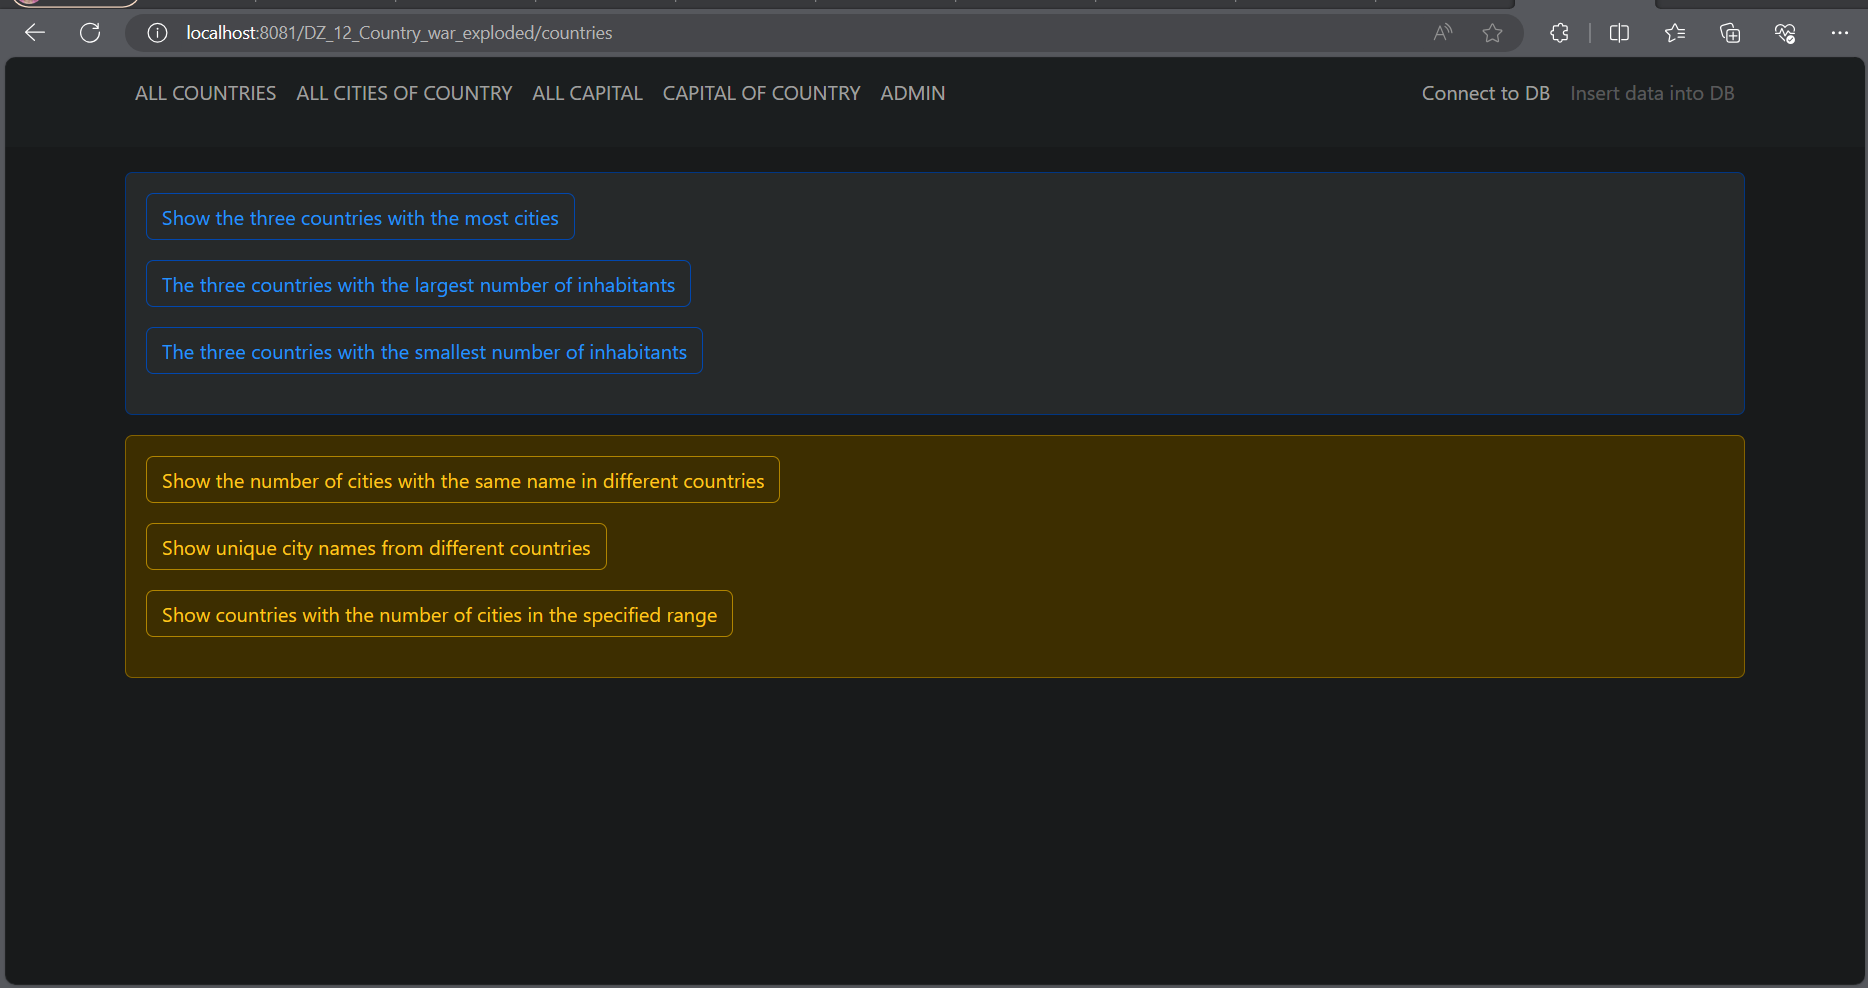 localhost:8081/DZ_12_Country_war_exploded/countries
ALL COUNTRIES ALL CITIES OF COUNTRY ALL CAPITAL CAPITAL OF COUNTRY ADMIN Connect to DB Insert data into DB
Show the three countries with the most cities
The three countries with the largest number of inhabitants
The three countries with the smallest number of inhabitants
Show the number of cities with the same name in different countries
Show unique city names from different countries
Show countries with the number of cities in the specified range